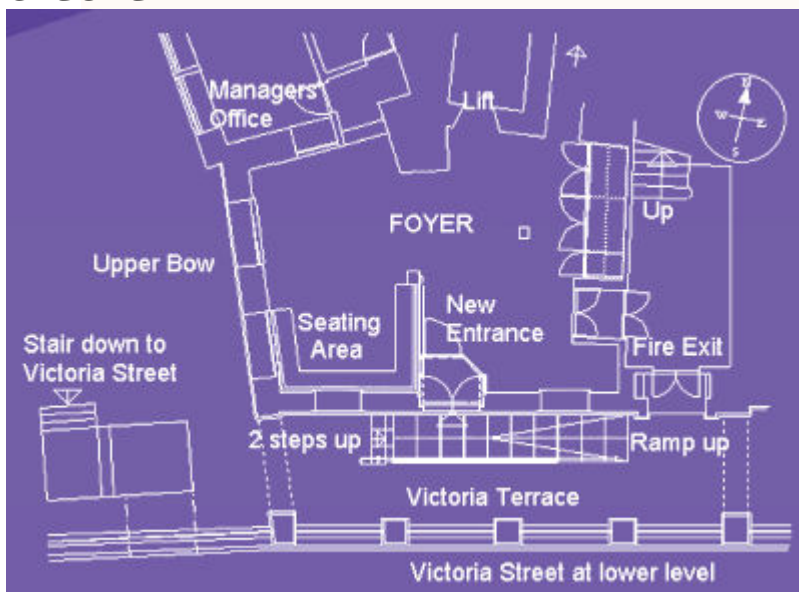 Managers'
Office
Lift
N
W E
S
Up
FOYER
Upper Bow
New
Entrance
Seating
Area
Fire Exit
Stair down to
Victoria Street
2 steps up
Ramp up
Victoria Terrace
Victoria Street at lower level